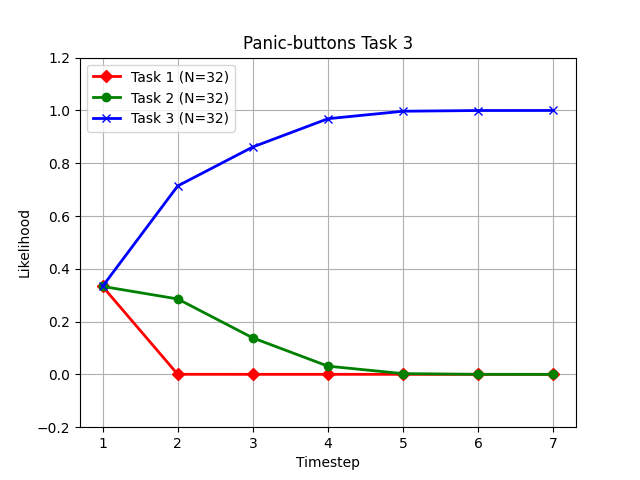 Panic-buttons Task 3
Task 1 (N=32)
Task 2 (N=32)
Task 3 (N=32)
Likelihood
1.2
1.0
0.8
0.6
0.4
0.2
0.0
−0.2
1 2 3 4 5 6 7
Timestep